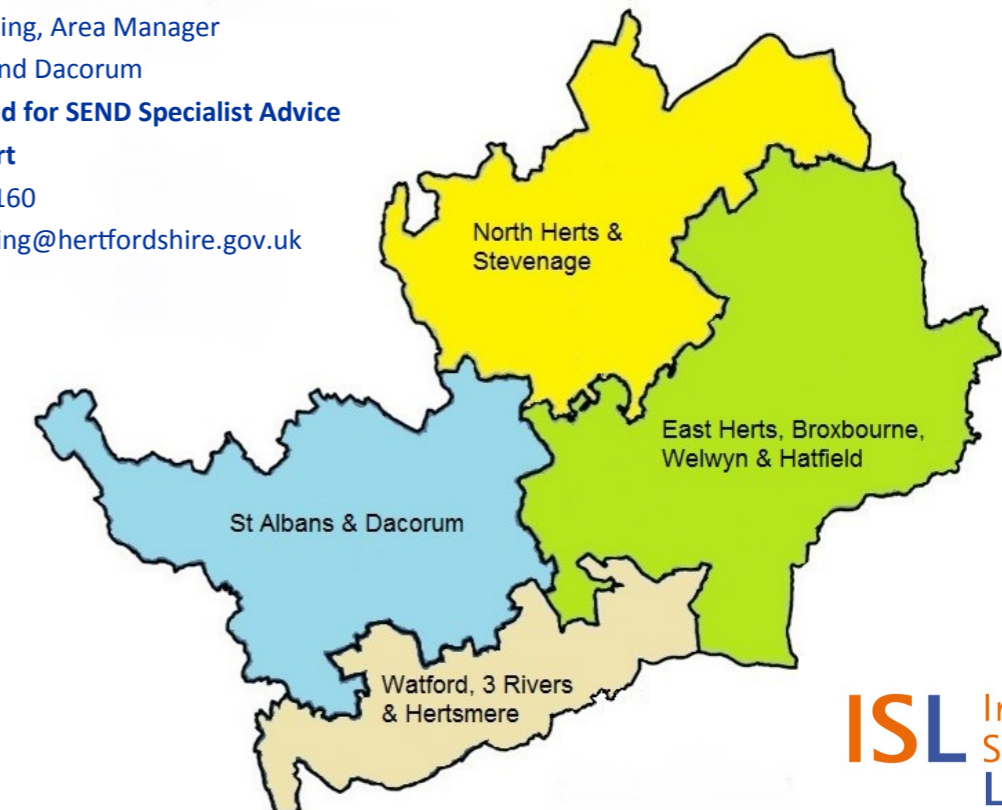 ing, Area Manager
nd Dacorum
d for SEND Specialist Advice
rt
160
ing@hertfordshire.gov.uk
North Herts &
Stevenage
East Herts, Broxbourne,
Welwyn & Hatfield
St Albans & Dacorum
Watford, 3 Rivers
& Hertsmere
ISL